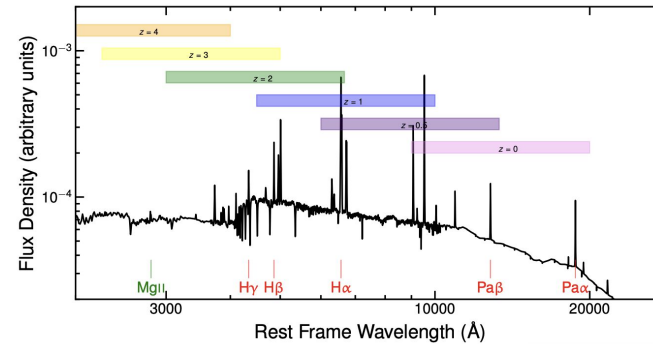 10⁻³
10⁻⁴
Flux Density (arbitrary units)
z = 4
z = 3
z = 2
z = 1
z = 0.5
z = 0
MgII
Hγ
Hβ
Hα
Paβ
Paα
3000
10000
20000
Rest Frame Wavelength (Å)